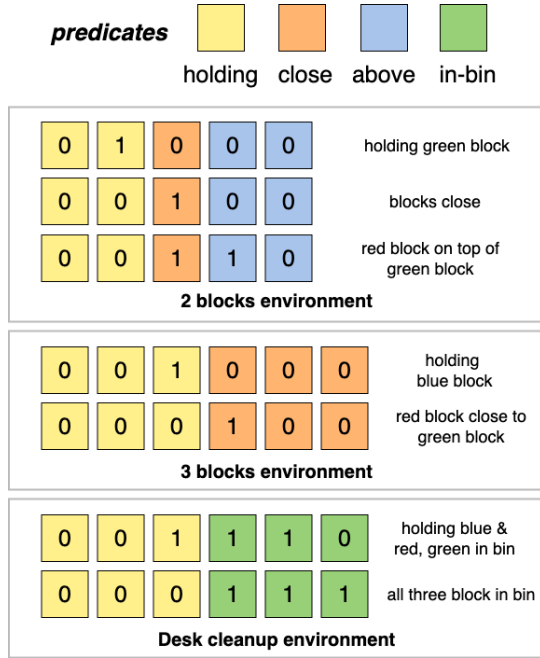 predicates
holding close above in-bin
0 1 0 0 0 holding green block
0 0 1 0 0 blocks close
0 0 1 1 0 red block on top of
green block
2 blocks environment
0 0 1 0 0 0 holding
blue block
0 0 0 1 0 0 red block close to
green block
3 blocks environment
0 0 1 1 1 0 holding blue &
red, green in bin
0 0 0 1 1 1 all three block in bin
Desk cleanup environment